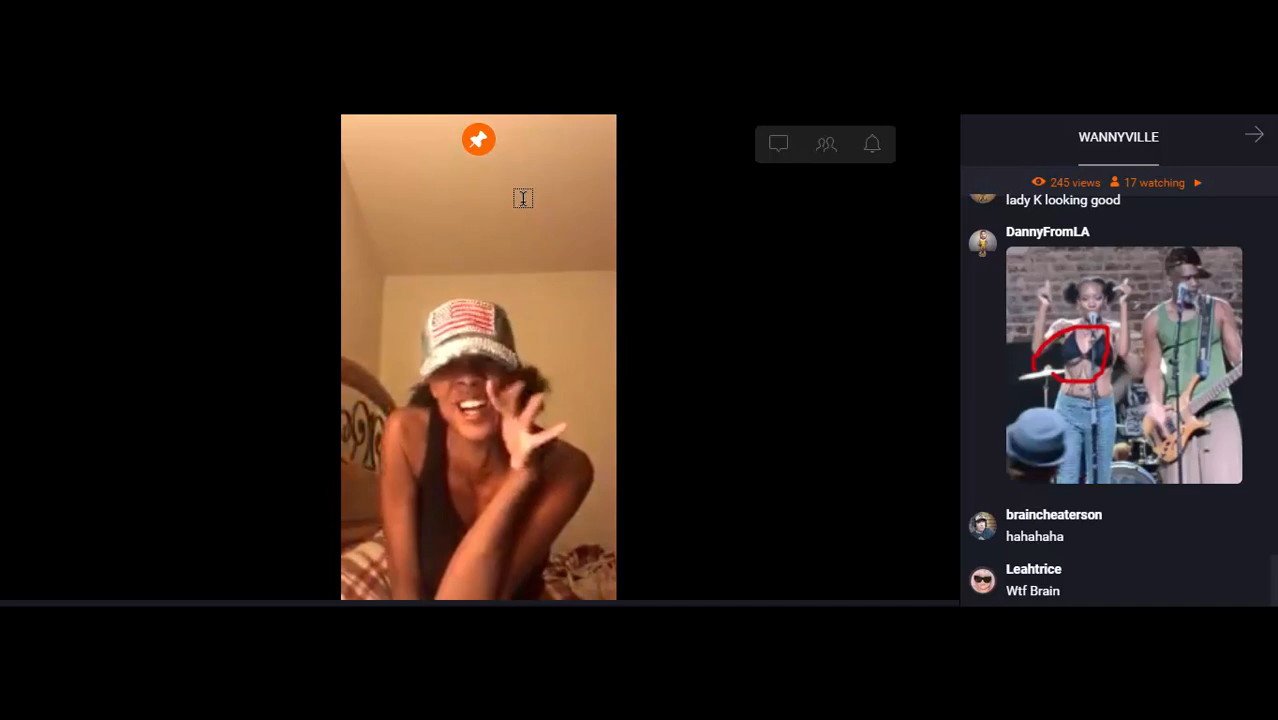 WANNYVILLE
245 views 17 watching
lady K looking good
DannyFromLA
braincheaterson
hahahaha
Leahtrice
Wtf Brain